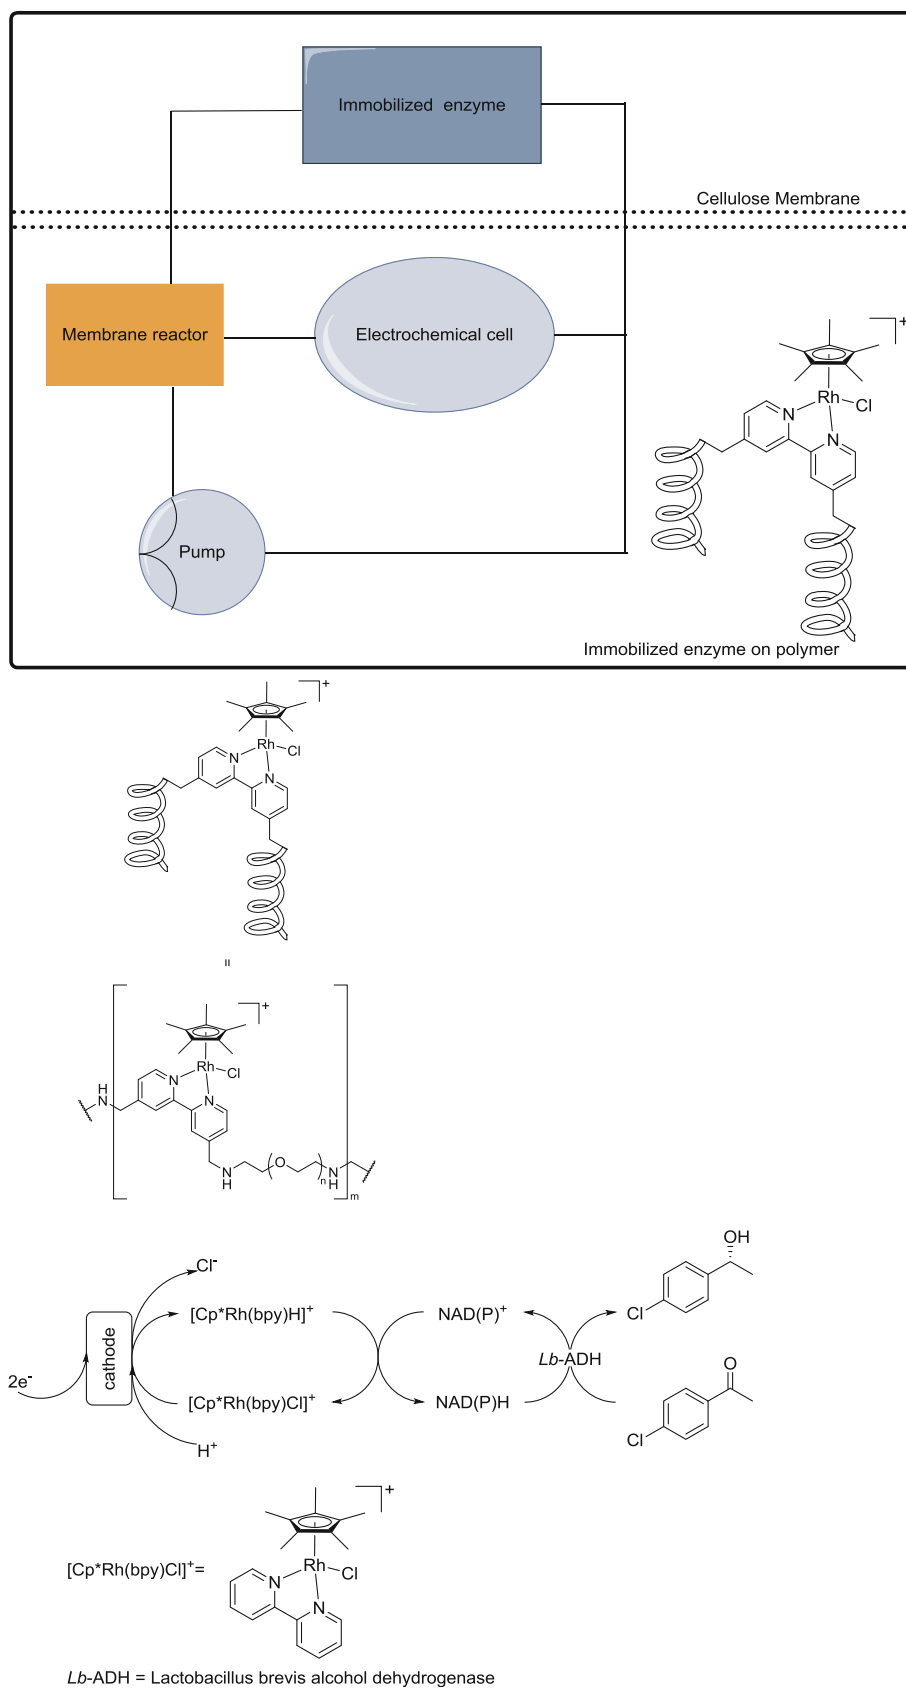 Immobilized enzyme
Cellulose Membrane
Membrane reactor
Electrochemical cell
+
Rh
Cl
N
N
Pump
Immobilized enzyme on polymer
+
Rh
Cl
N
N
=
+
Rh
Cl
H
N
N
N
O
N
H
n
N
H
m
OH
Cl-
Cl
[Cp*Rh(bpy)H]+
NAD(P)+
cathode
Lb-ADH
2e-
O
[Cp*Rh(bpy)Cl]+
NAD(P)H
Cl
H+
+
[Cp*Rh(bpy)Cl]+=
Rh
Cl
N
N
Lb-ADH = Lactobacillus brevis alcohol dehydrogenase